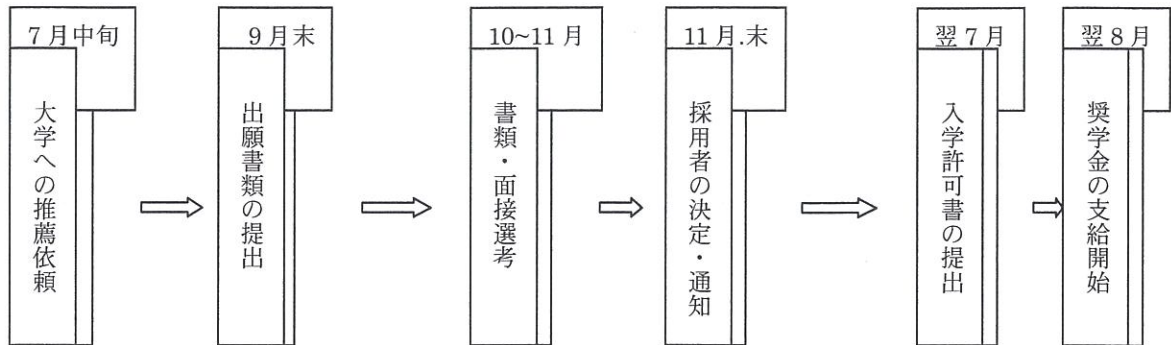 7月中旬
大学への推薦依頼
9月末
出願書類の提出
10~11月
書類・面接選考
11月.末
採用者の決定・通知
翌7月
入学許可書の提出
翌8月
奨学金の支給開始